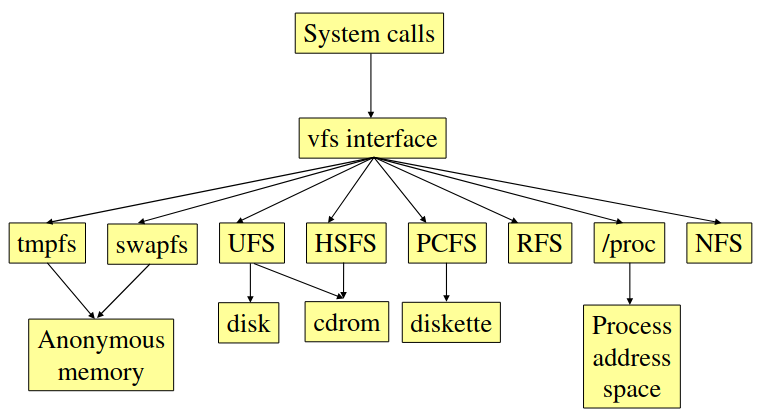 System calls
vfs interface
tmpfs
swapfs
UFS
HSFS
PCFS
RFS
/proc
NFS
disk
cdrom
diskette
Anonymous
memory
Process
address
space